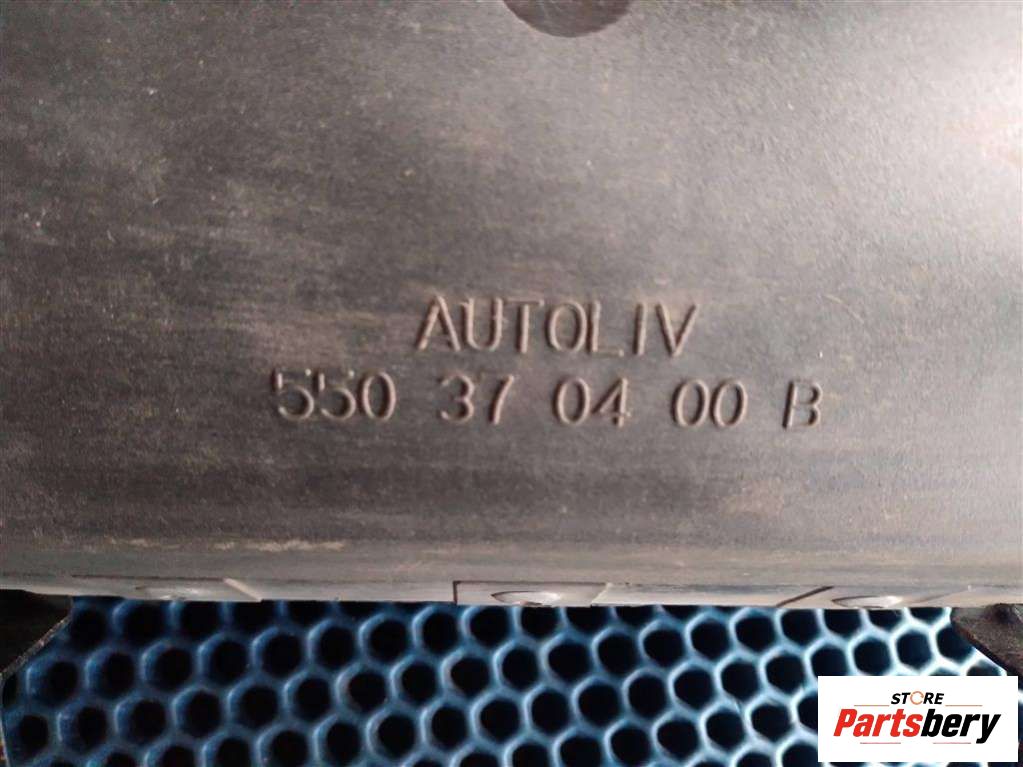 AUTOLIV
550 37 04 00 B
STORE
Partsbery